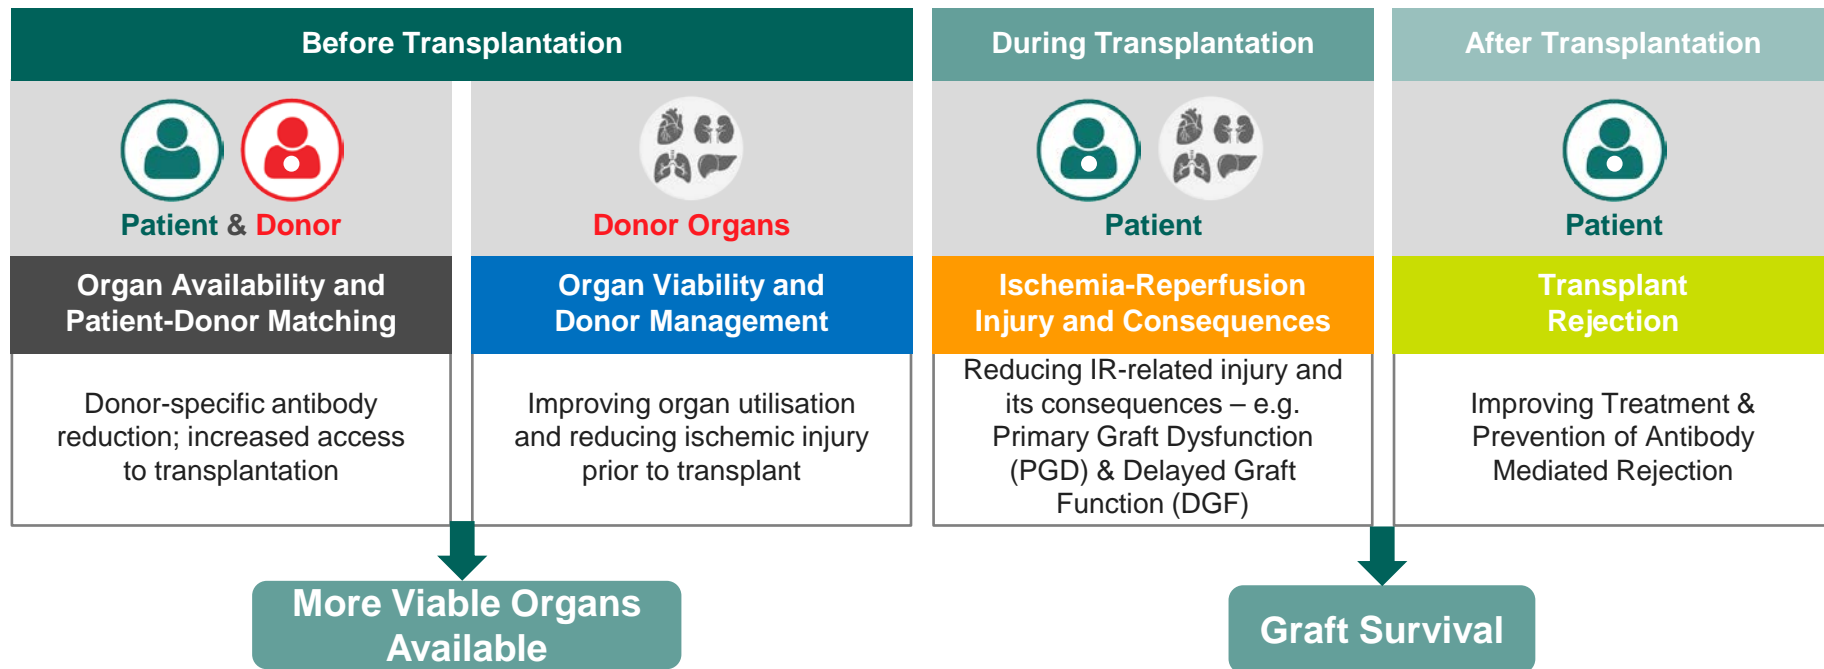 Before Transplantation
During Transplantation
After Transplantation
Patient & Donor
Donor Organs
Patient
Patient
Organ Availability and
Patient-Donor Matching
Organ Viability and
Donor Management
Ischemia-Reperfusion
Injury and Consequences
Transplant
Rejection
Donor-specific antibody
reduction; increased access
to transplantation
Improving organ utilisation
and reducing ischemic injury
prior to transplant
Reducing IR-related injury and
its consequences – e.g.
Primary Graft Dysfunction
(PGD) & Delayed Graft
Function (DGF)
Improving Treatment &
Prevention of Antibody
Mediated Rejection
More Viable Organs
Available
Graft Survival